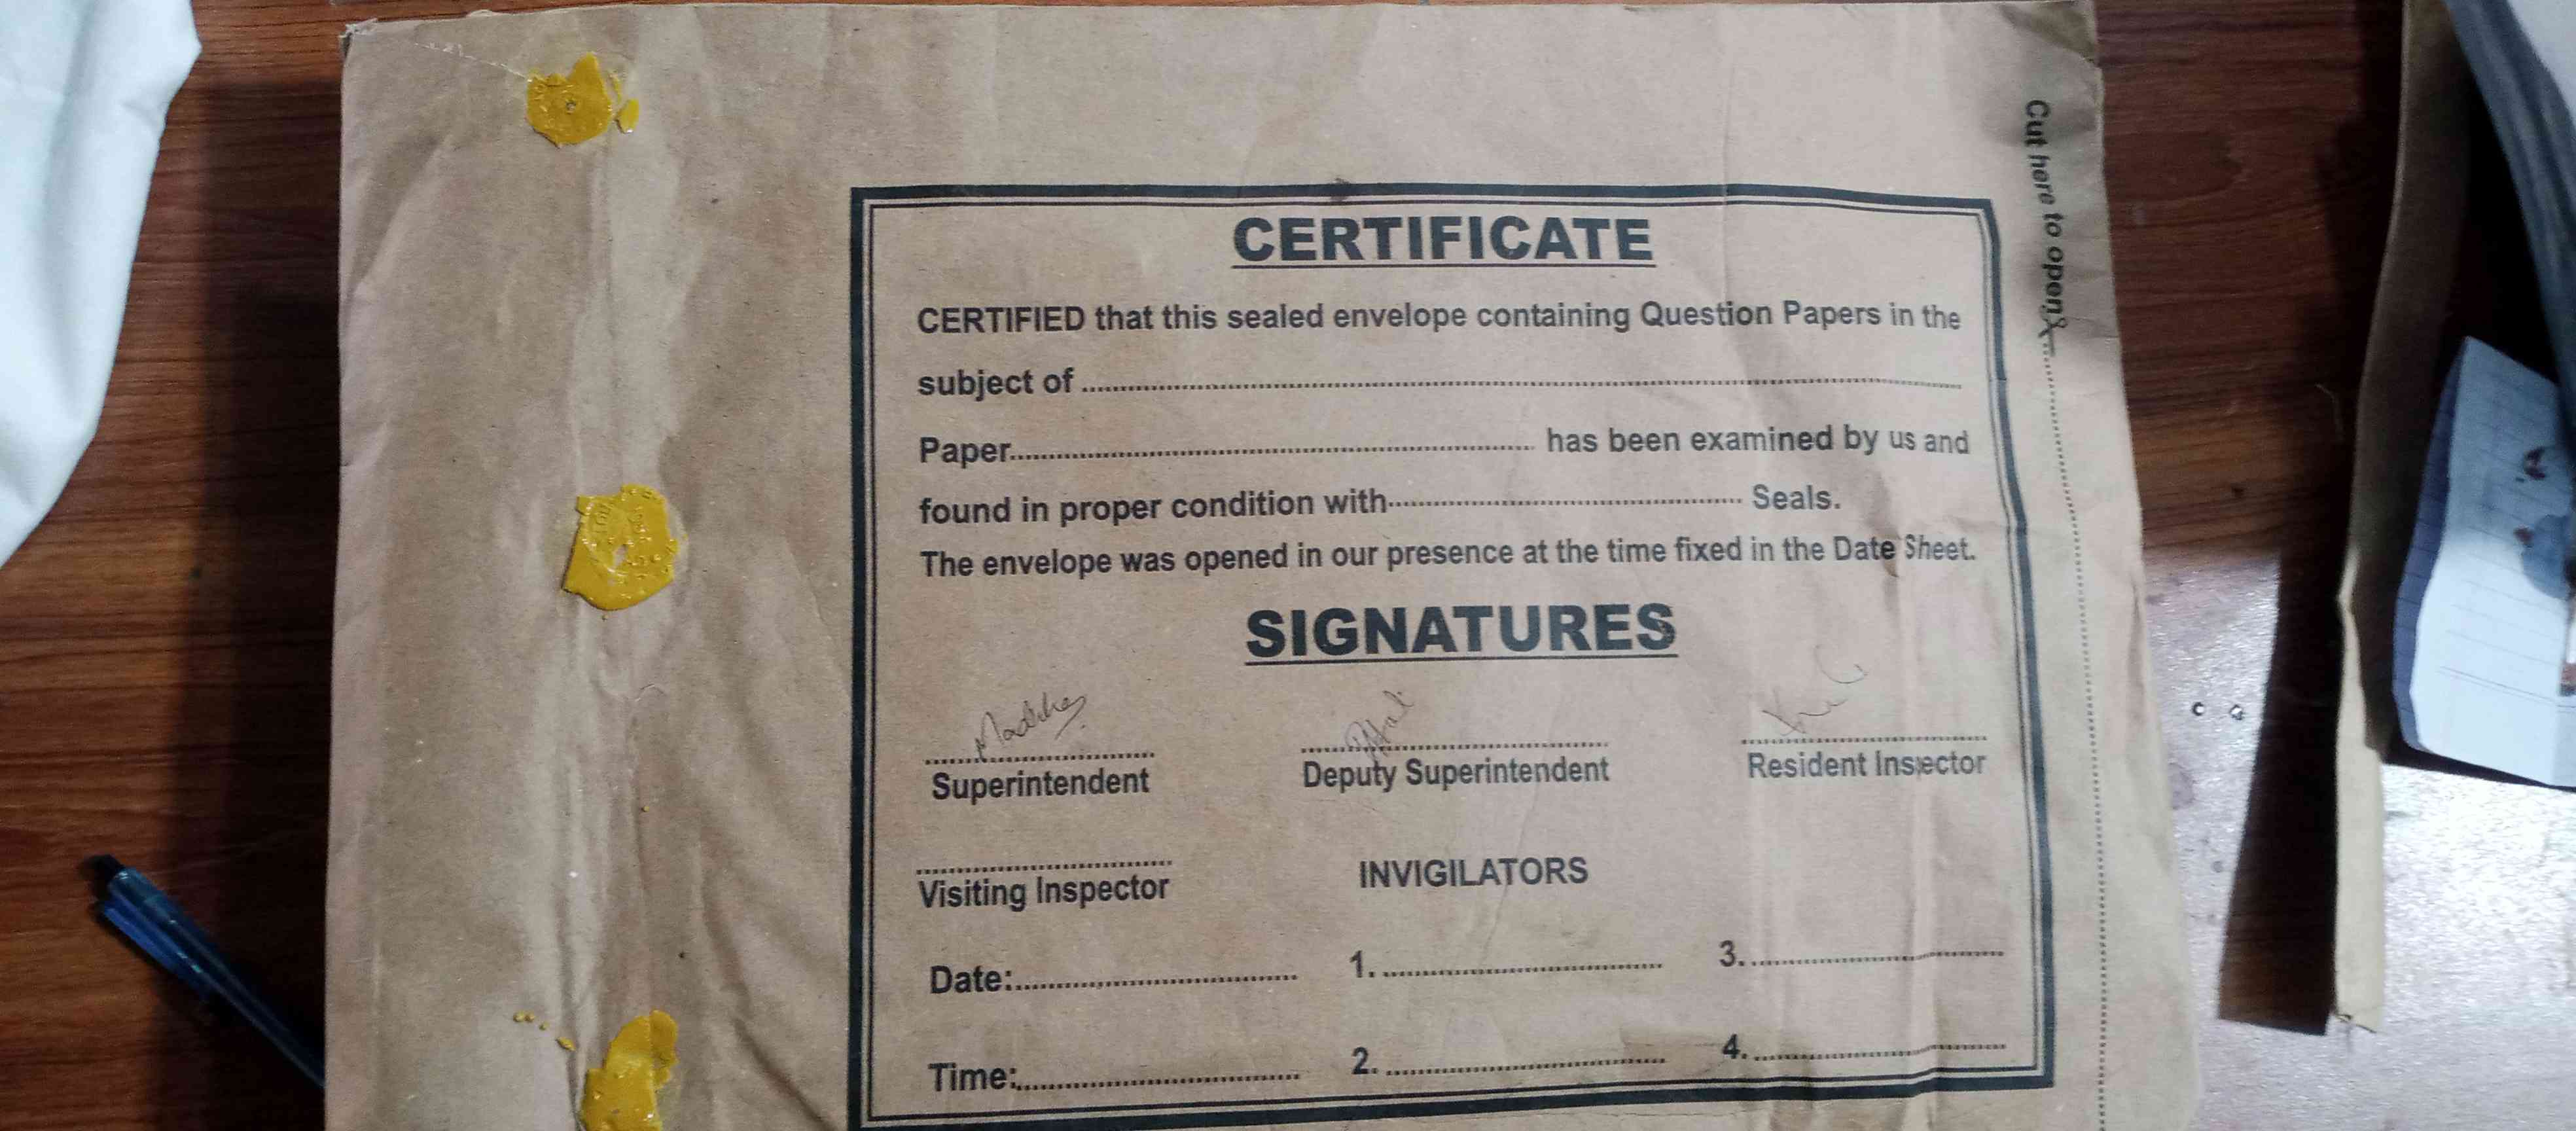 CERTIFICATE
CERTIFIED that this sealed envelope containing Question Papers in the
subject of
Paper has been examined by us and
found in proper condition with Seals.
The envelope was opened in our presence at the time fixed in the Date Sheet.
SIGNATURES
Madiha
Superintendent Deputy Superintendent Resident Inspector
Visiting Inspector INVIGILATORS
Date: 1. 3.
Time: 2. 4.
Cut here to open